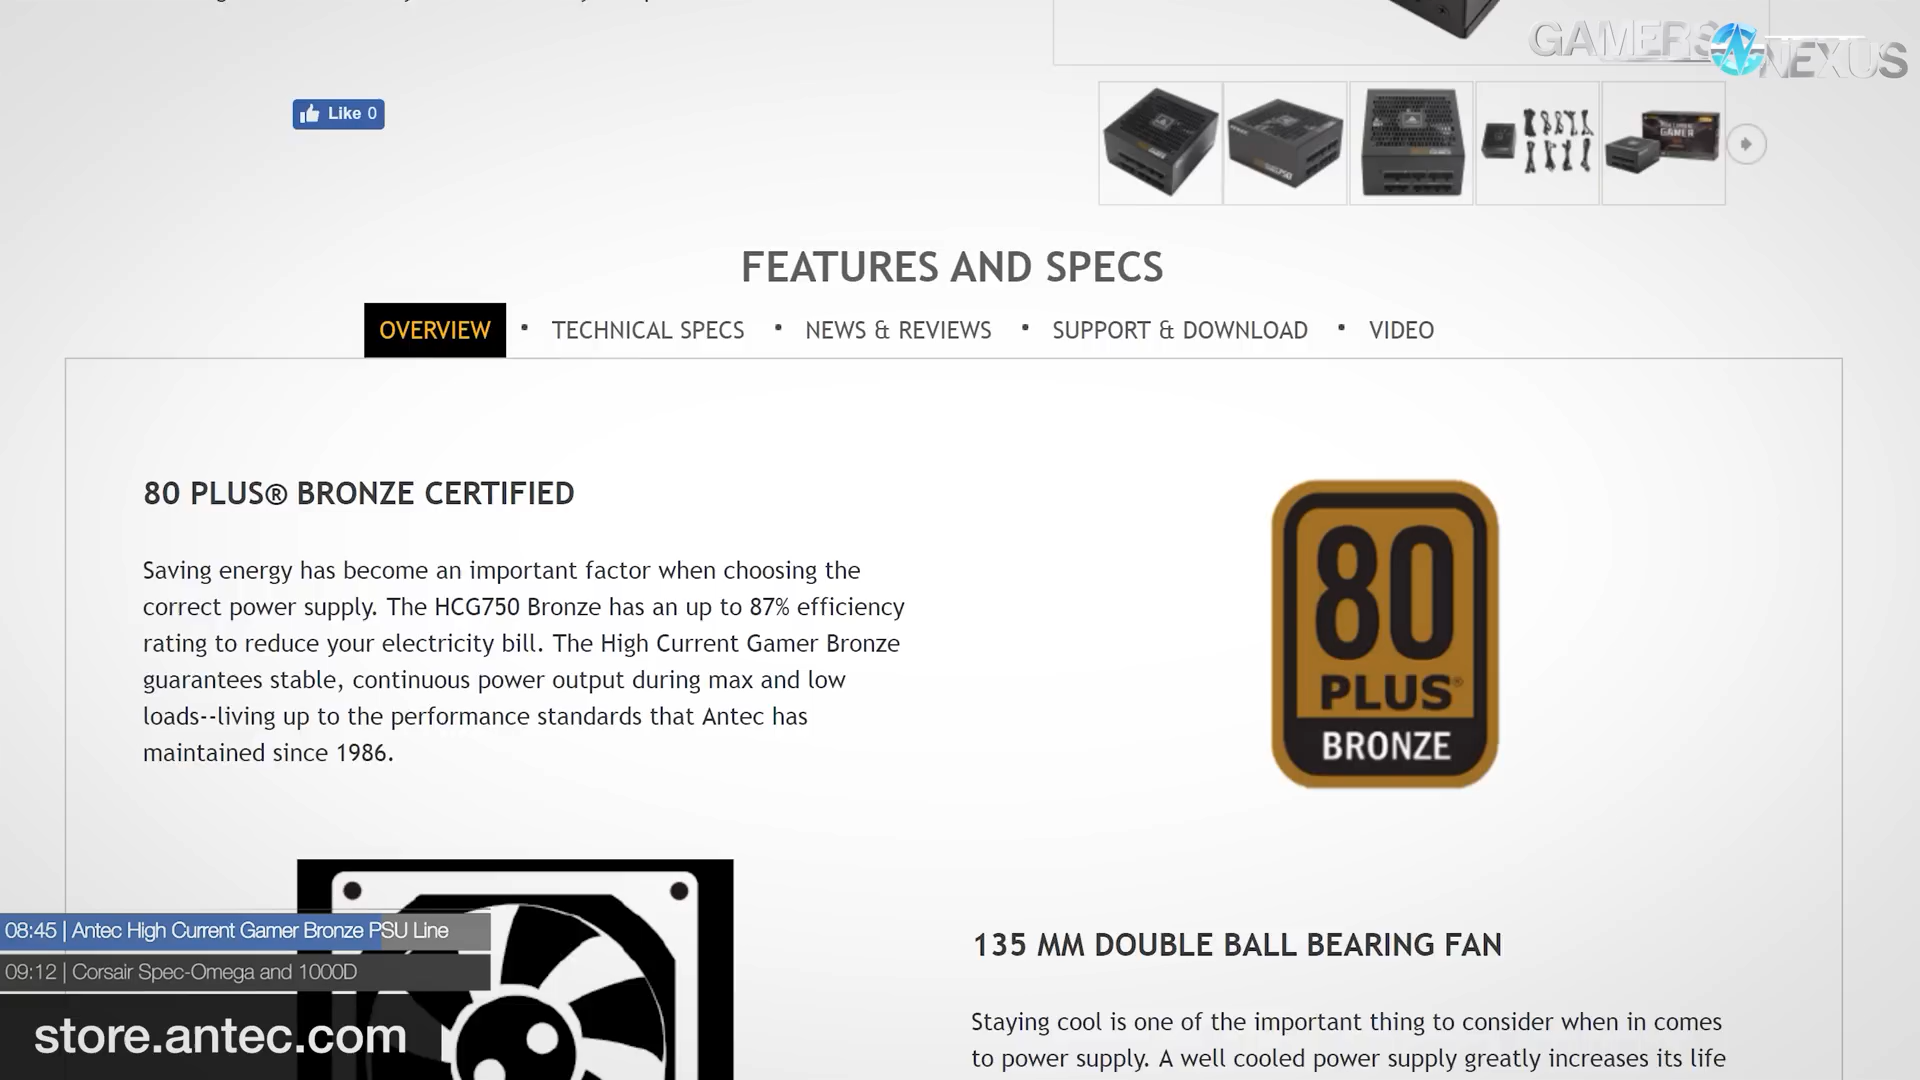 GAMERS NEXUS
Like 0
GAMER
FEATURES AND SPECS
OVERVIEW • TECHNICAL SPECS • NEWS & REVIEWS • SUPPORT & DOWNLOAD • VIDEO
80 PLUS® BRONZE CERTIFIED
Saving energy has become an important factor when choosing the
correct power supply. The HCG750 Bronze has an up to 87% efficiency
rating to reduce your electricity bill. The High Current Gamer Bronze
guarantees stable, continuous power output during max and low
loads--living up to the performance standards that Antec has
maintained since 1986.
80
PLUS®
BRONZE
135 MM DOUBLE BALL BEARING FAN
Staying cool is one of the important thing to consider when in comes
to power supply. A well cooled power supply greatly increases its life
08:45 | Antec High Current Gamer Bronze PSU Line
09:12 | Corsair Spec-Omega and 1000D
store.antec.com